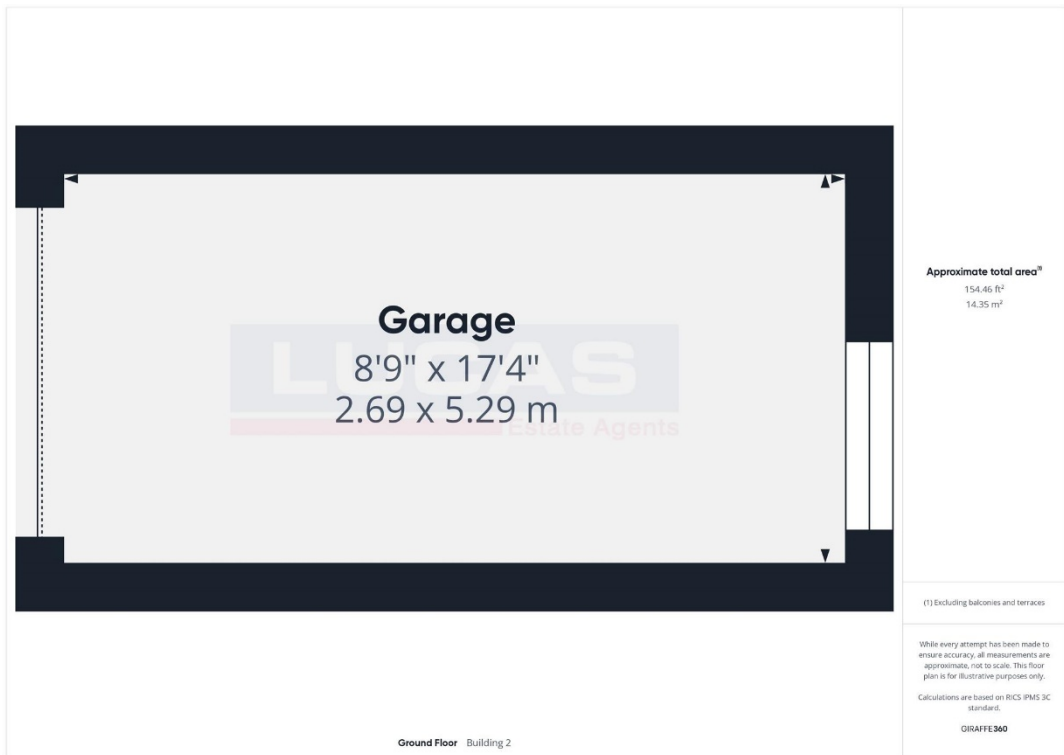 Garage
8'9" x 17'4"
2.69 x 5.29 m
LUCAS
Estate Agents
Ground Floor Building 2
Approximate total area⁽¹⁾
154.46 ft²
14.35 m²
(1) Excluding balconies and terraces
While every attempt has been made to
ensure accuracy, all measurements are
approximate, not to scale. This floor
plan is for illustrative purposes only.
Calculations are based on RICS IPMS 3C
standard.
GIRAFFE360